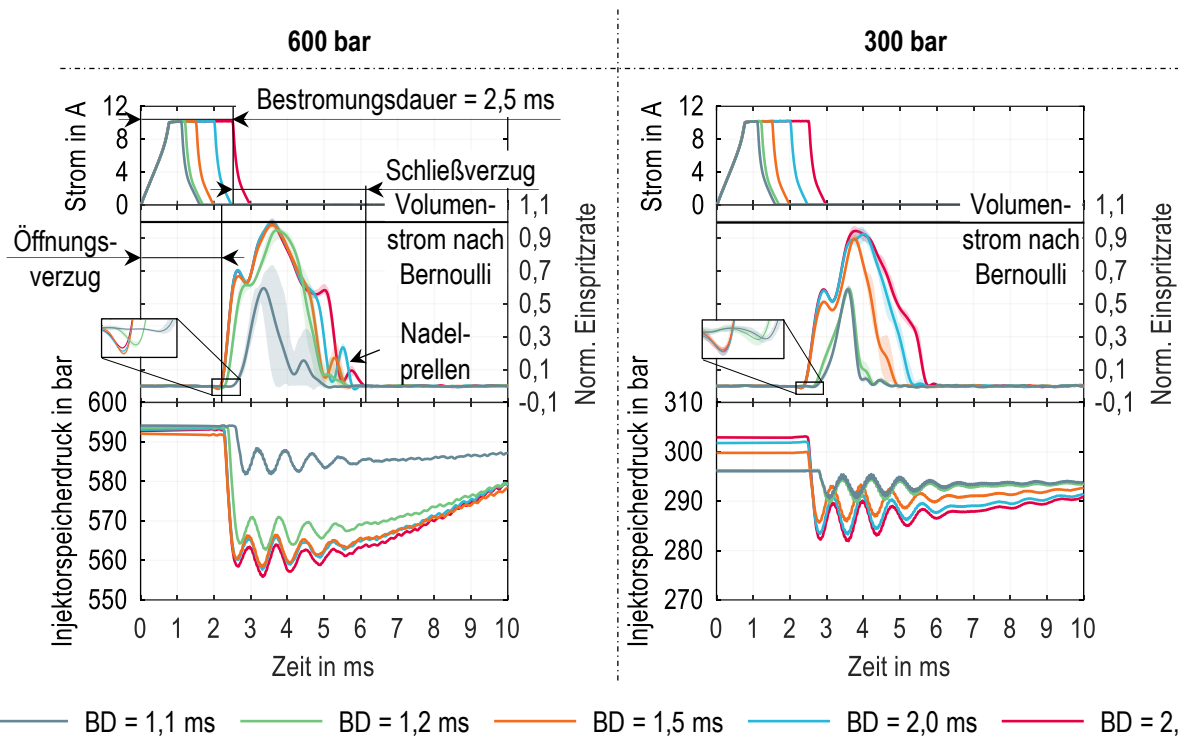 600 bar
300 bar
Strom in A
12
8
4
0
Bestromungsdauer = 2,5 ms
Schließverzug
Öffnungs-
verzug
Volumen-
strom nach
Bernoulli
Nadel-
prellen
1,1
0,9
0,7
0,5
0,3
0,1
-0,1
Norm. Einspritzrate
Injektorspeicherdruck in bar
600
590
580
570
560
550
0 1 2 3 4 5 6 7 8 9 10
Zeit in ms
Strom in A
12
8
4
0
Volumen-
strom nach
Bernoulli
1,1
0,9
0,7
0,5
0,3
0,1
-0,1
Norm. Einspritzrate
Injektorspeicherdruck in bar
310
300
290
280
270
0 1 2 3 4 5 6 7 8 9 10
Zeit in ms
BD = 1,1 ms BD = 1,2 ms BD = 1,5 ms BD = 2,0 ms BD = 2,